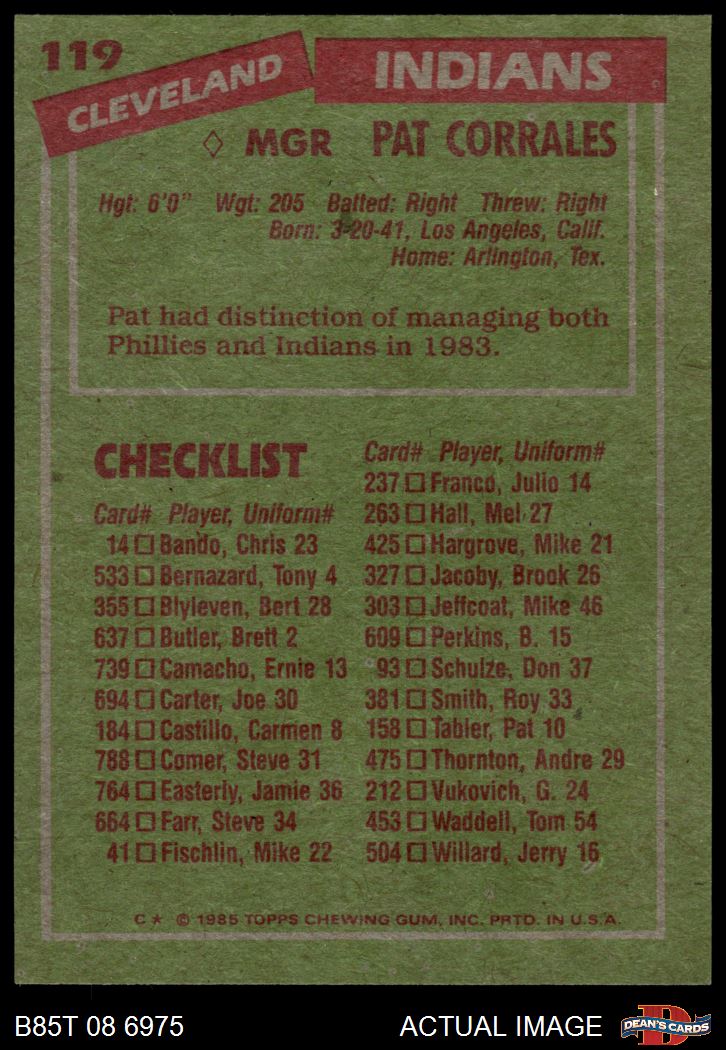 119
CLEVELAND INDIANS
◊ MGR PAT CORRALES
Hgt: 6'0" Wgt: 205 Batted: Right Threw: Right
Born: 3-20-41, Los Angeles, Calif.
Home: Arlington, Tex.
Pat had distinction of managing both
Phillies and Indians in 1983.
CHECKLIST
Card# Player, Uniform#
14 □ Bando, Chris 23
533 □ Bernazard, Tony 4
355 □ Blyleven, Bert 28
637 □ Butler, Brett 2
739 □ Camacho, Ernie 13
694 □ Carter, Joe 30
184 □ Castillo, Carmen 8
788 □ Comer, Steve 31
764 □ Easterly, Jamie 36
664 □ Farr, Steve 34
41 □ Fischlin, Mike 22
Card# Player, Uniform#
237 □ Franco, Julio 14
263 □ Hall, Mel 27
425 □ Hargrove, Mike 21
327 □ Jacoby, Brook 26
303 □ Jeffcoat, Mike 46
609 □ Perkins, B. 15
93 □ Schulze, Don 37
381 □ Smith, Roy 33
158 □ Tabler, Pat 10
475 □ Thornton, Andre 29
212 □ Vukovich, G. 24
453 □ Waddell, Tom 54
504 □ Willard, Jerry 16
C★ © 1985 TOPPS CHEWING GUM, INC. PRTD. IN U.S.A.
B85T 08 6975
ACTUAL IMAGE
DEAN'S CARDS